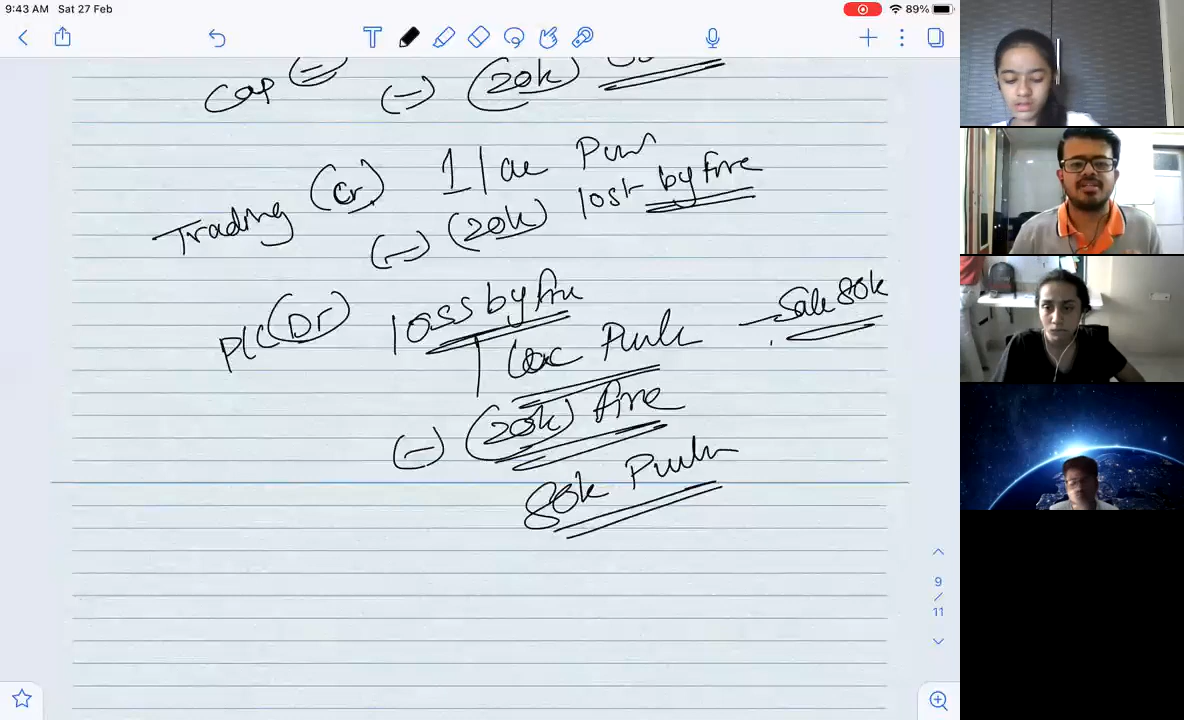 9:43 AM Sat 27 Feb
89%
T
Cap
(-) (20k)
Trading (Cr) 1 lac Pur
(-) (20k) lost by fire
P/L (Dr) loss by fire
1 lac Purch
Sale 80k
(-) (20k) fire
80k Purch
9
/
11